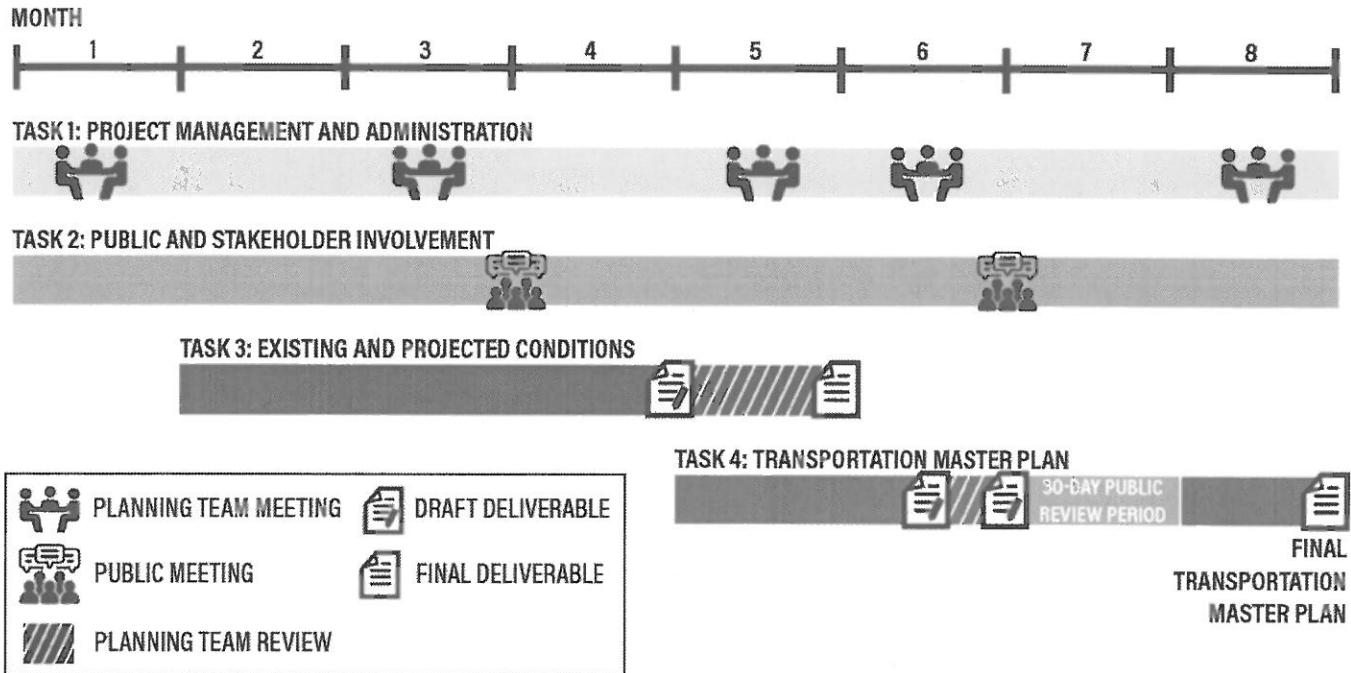 MONTH
1 2 3 4 5 6 7 8
TASK 1: PROJECT MANAGEMENT AND ADMINISTRATION
TASK 2: PUBLIC AND STAKEHOLDER INVOLVEMENT
TASK 3: EXISTING AND PROJECTED CONDITIONS
TASK 4: TRANSPORTATION MASTER PLAN
30-DAY PUBLIC
REVIEW PERIOD
FINAL
TRANSPORTATION
MASTER PLAN
PLANNING TEAM MEETING
DRAFT DELIVERABLE
PUBLIC MEETING
FINAL DELIVERABLE
PLANNING TEAM REVIEW